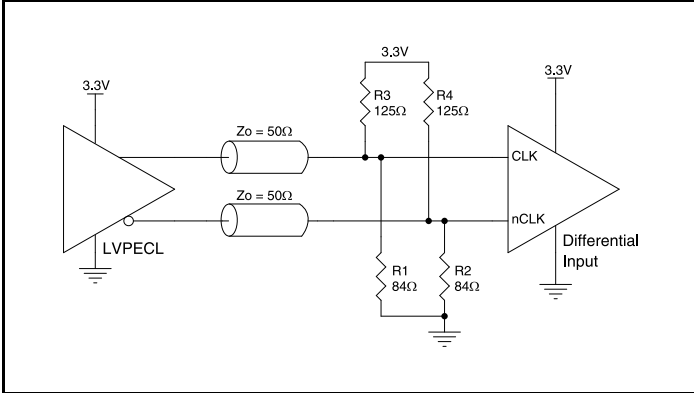 3.3V
3.3V
3.3V
R3
125Ω
R4
125Ω
Zo = 50Ω
CLK
Zo = 50Ω
nCLK
LVPECL
Differential
Input
R1
84Ω
R2
84Ω